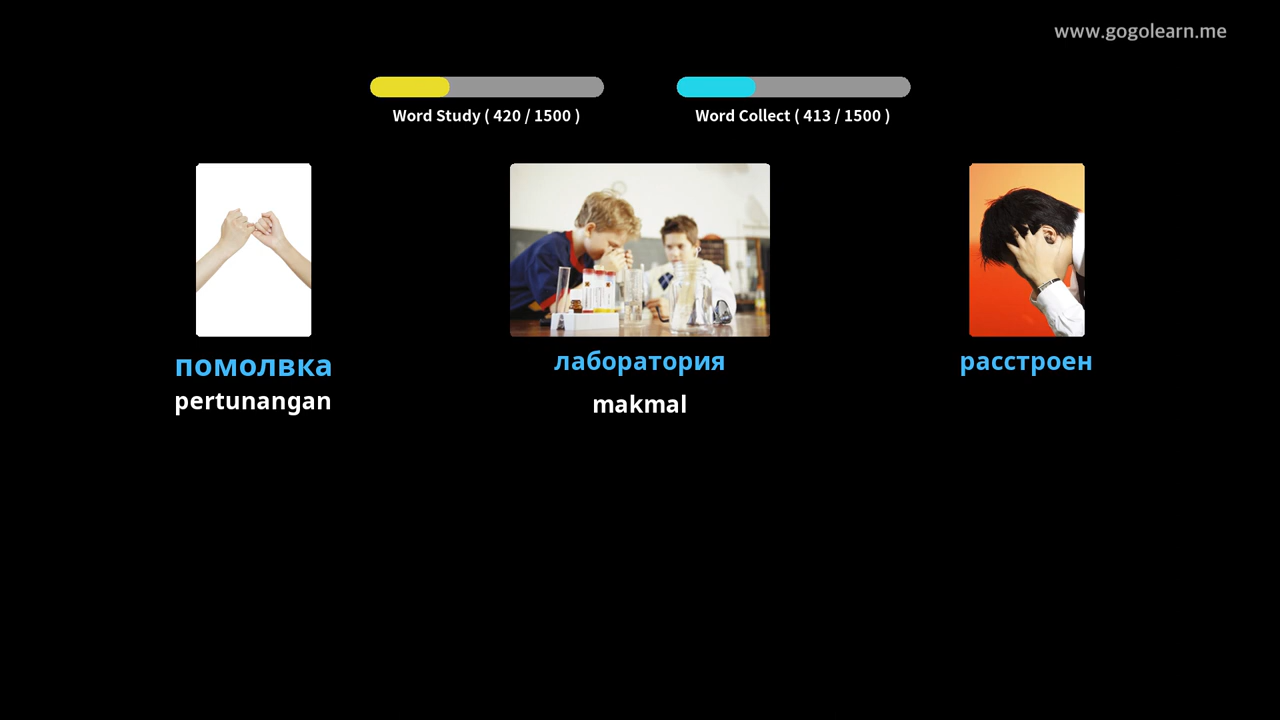 www.gogolearn.me
Word Study ( 420 / 1500 )
Word Collect ( 413 / 1500 )
помолвка
pertunangan
лаборатория
makmal
расстроен